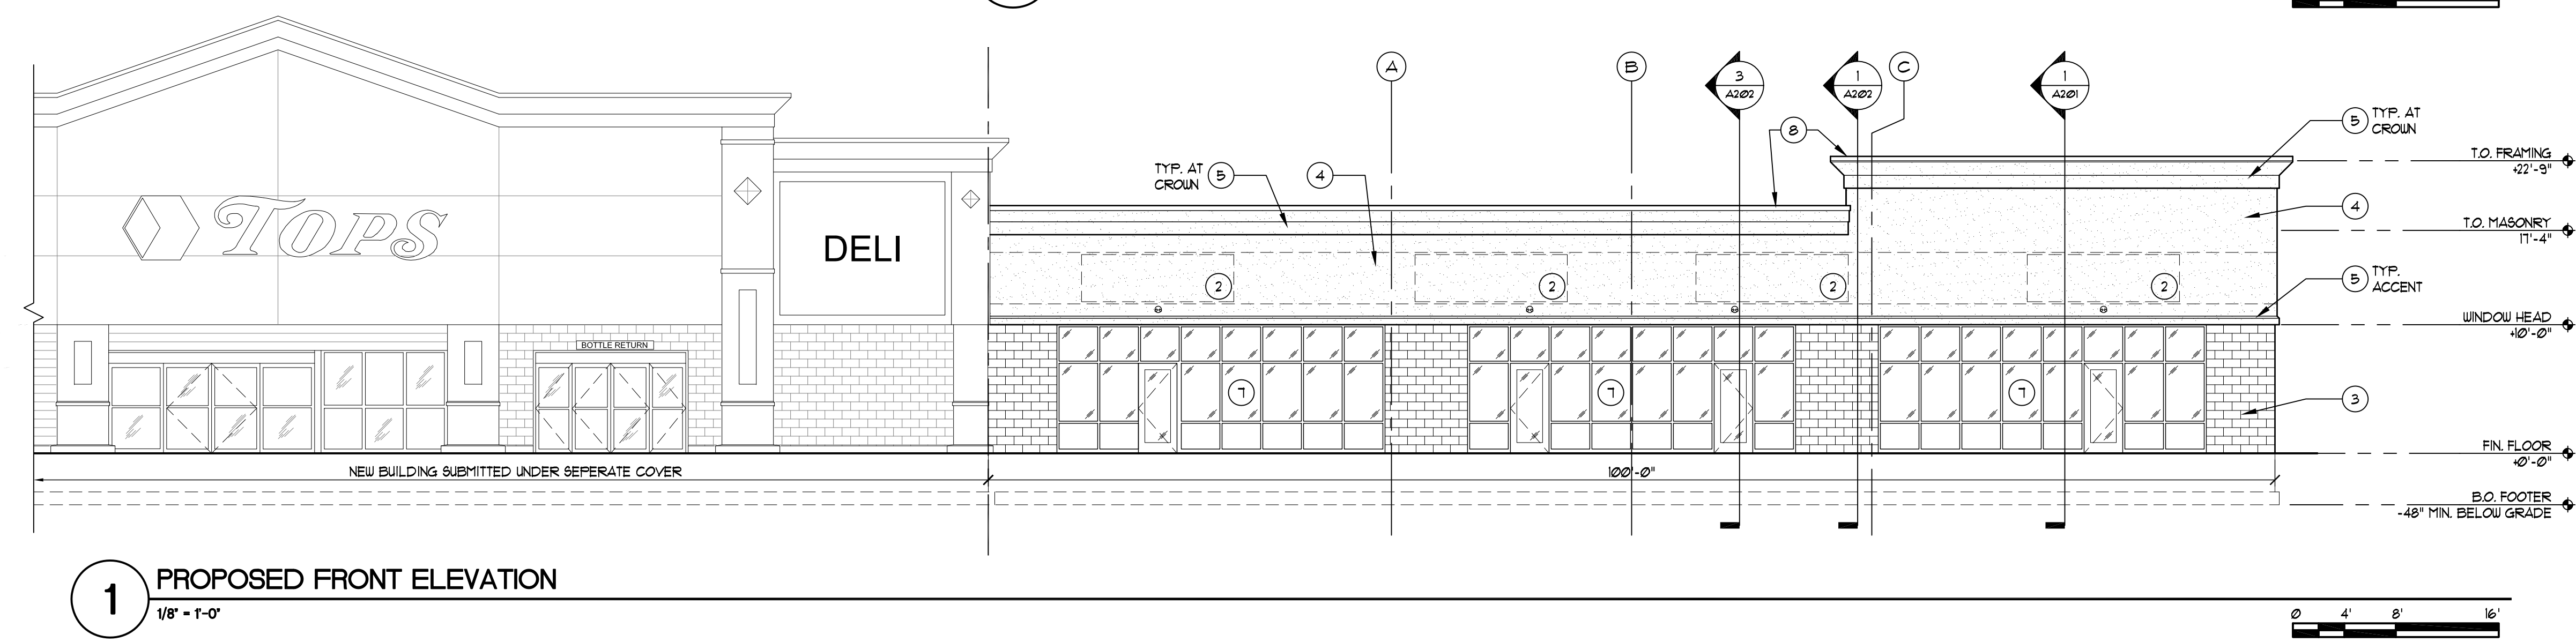 A
B
3
A202
1
A202
C
1
A201
5 TYP. AT
CROWN
8
T.O. FRAMING
+22'-9"
TYP. AT
CROWN 5
4
4
TOPS
DELI
T.O. MASONRY
17'-4"
2
2
2
2
5 TYP.
ACCENT
WINDOW HEAD
+10'-0"
BOTTLE RETURN
7
7
7
3
FIN. FLOOR
+0'-0"
NEW BUILDING SUBMITTED UNDER SEPERATE COVER
100'-0"
B.O. FOOTER
-48" MIN. BELOW GRADE
1
PROPOSED FRONT ELEVATION
1/8" = 1'-0"
0 4' 8' 16'